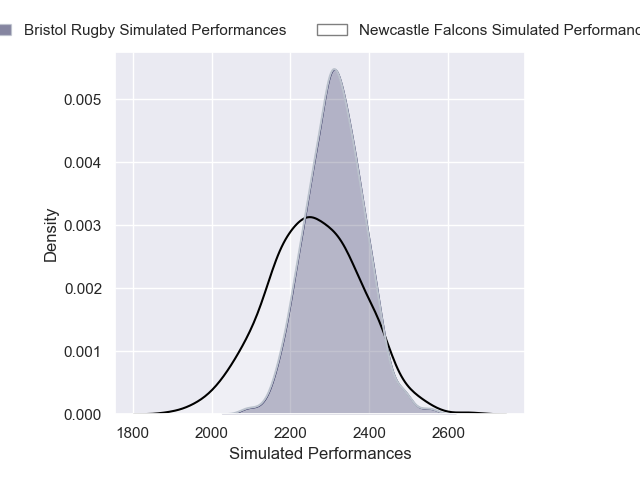 Bristol Rugby Simulated Performances Newcastle Falcons Simulated
0.005
0.004
0.003
0.002
0.001
0.000
Density
1800 2000 2200 2400 2600
Simulated Performances